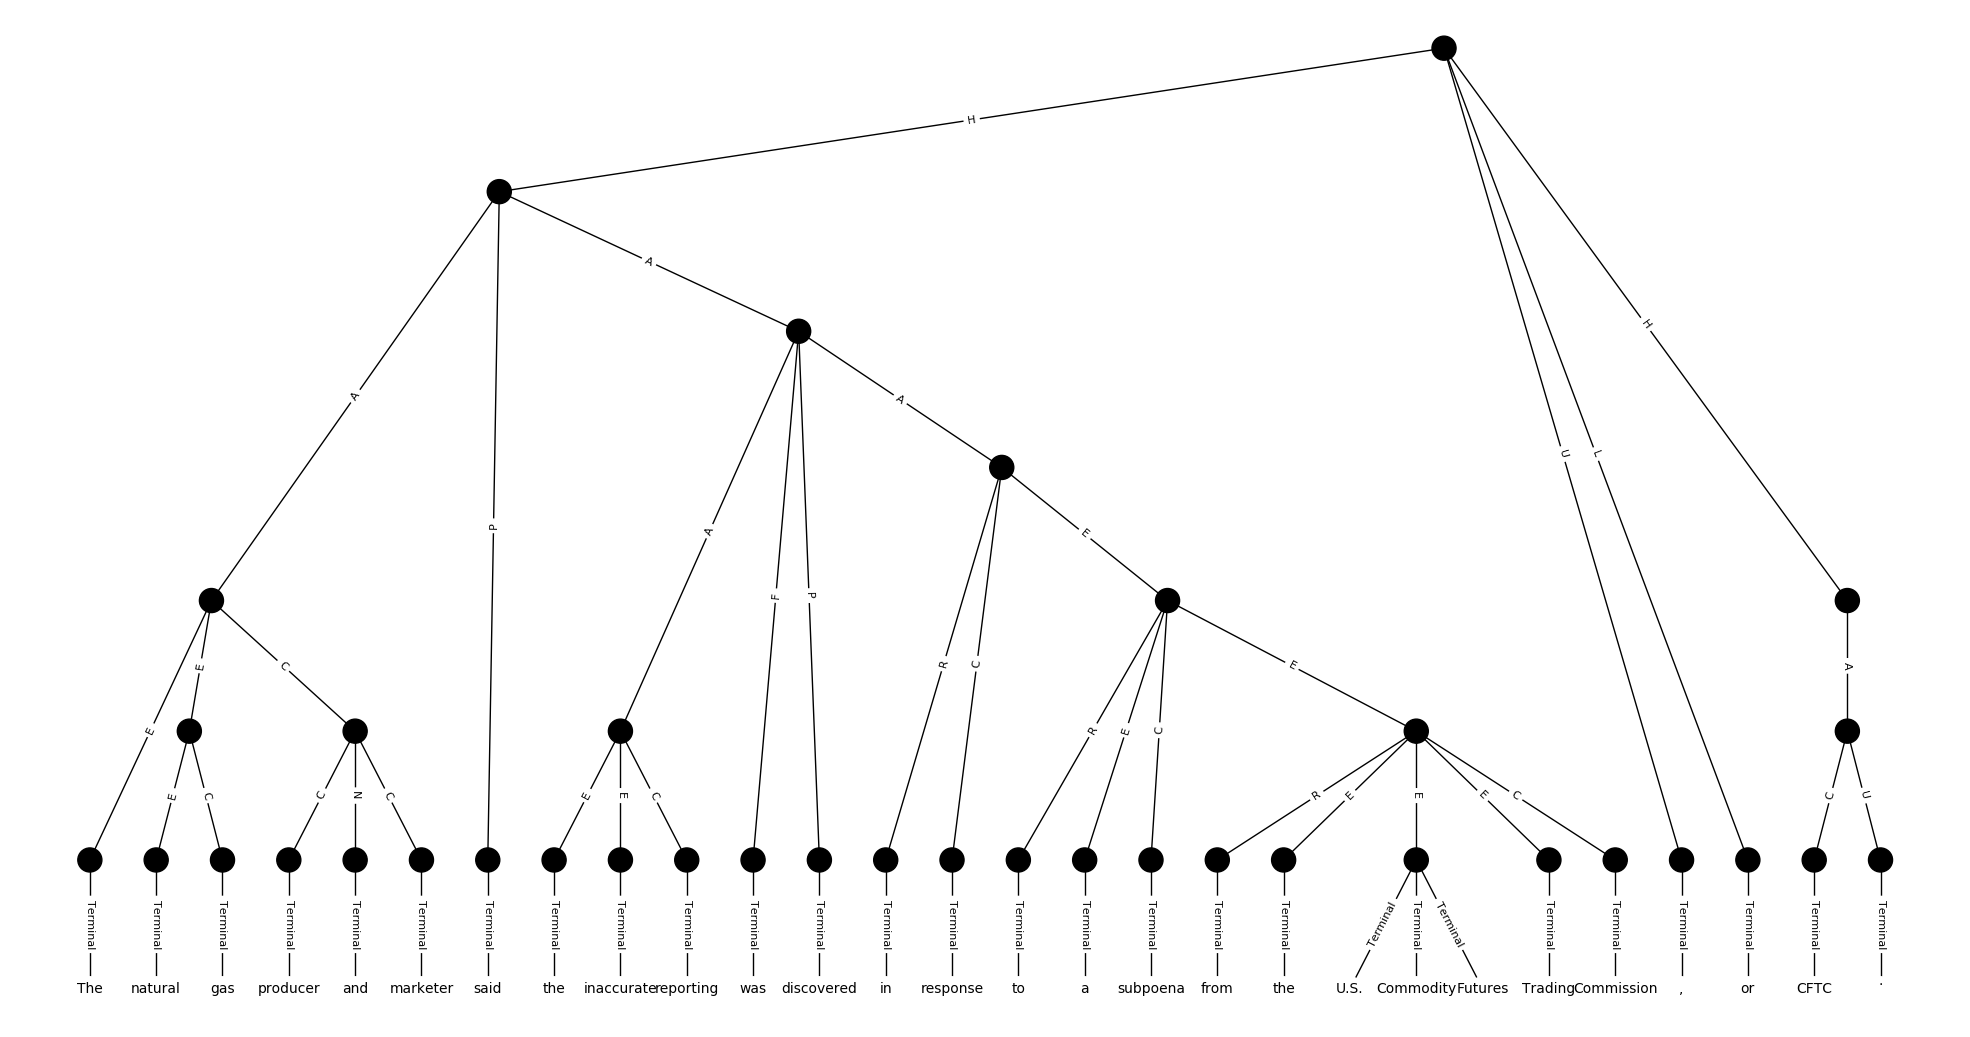 H
A
A
A
H
U
L
P
A
F
P
E
A
E
E
C
R
C
E
R
E
C
E
C
C
N
C
E
E
C
R
E
E
E
C
C
U
Terminal Terminal Terminal Terminal Terminal Terminal Terminal Terminal Terminal Terminal Terminal Terminal Terminal Terminal Terminal Terminal Terminal Terminal Terminal Terminal Terminal Terminal Terminal Terminal Terminal Terminal Terminal Terminal
The natural gas producer and marketer said the inaccurate reporting was discovered in response to a subpoena from the U.S. Commodity Futures Trading Commission , or CFTC .